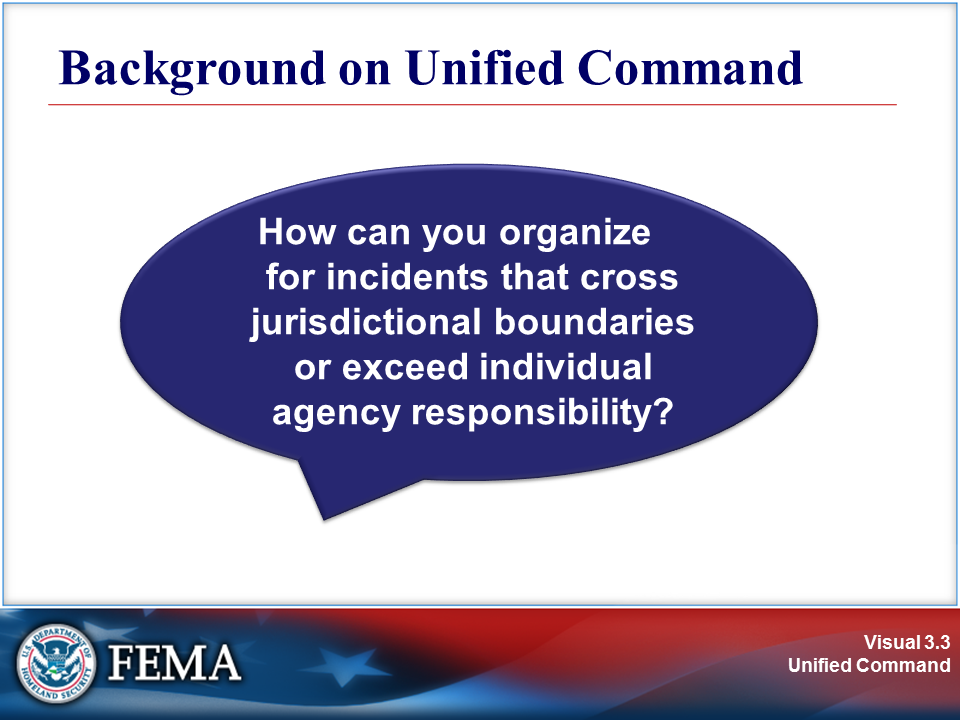 Background on Unified Command
How can you organize
for incidents that cross
jurisdictional boundaries
or exceed individual
agency responsibility?
U.S. DEPARTMENT OF
HOMELAND SECURITY
FEMA
Visual 3.3
Unified Command